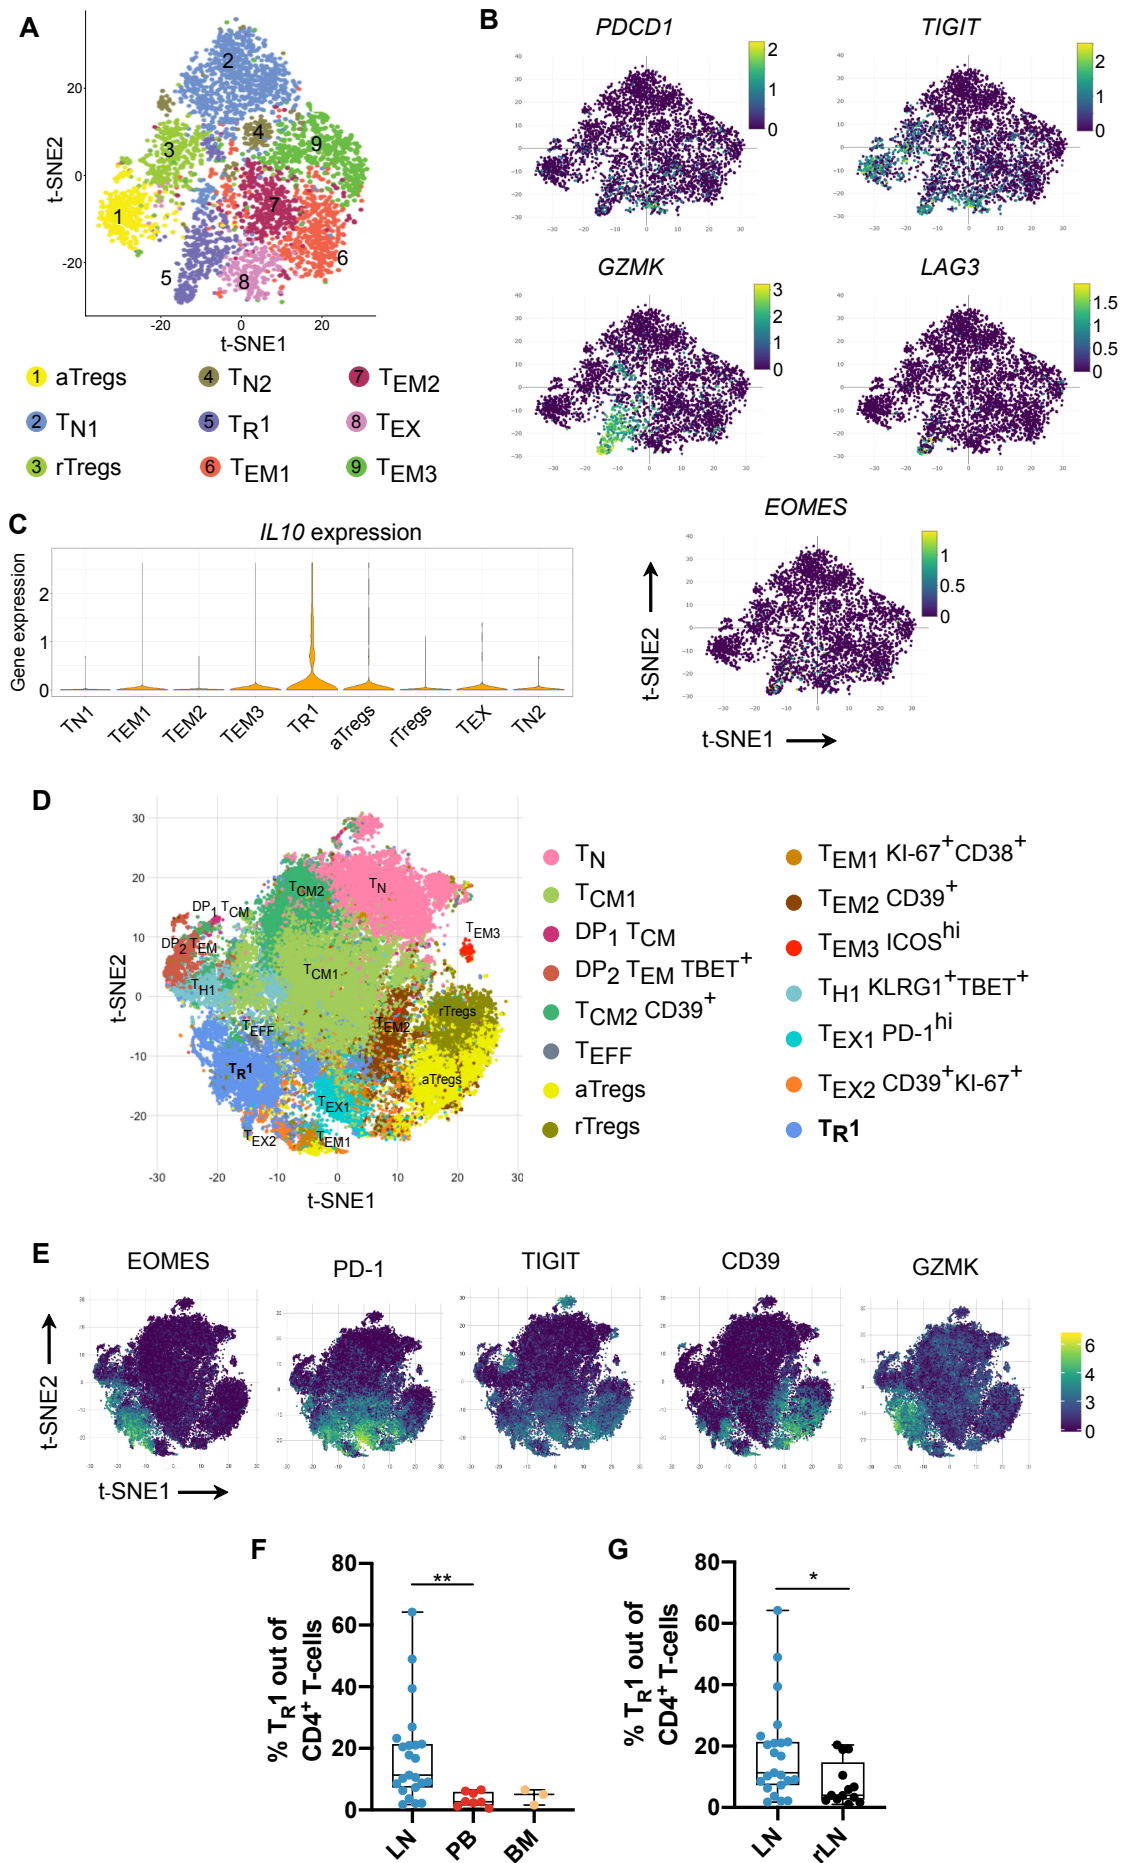 A
2
4
3
9
1
7
5
8
6
20
0
-20
-20
0
20
t-SNE2
t-SNE1
1 aTregs
4 TN2
7 TEM2
2 TN1
5 TR1
8 TEX
3 rTregs
6 TEM1
9 TEM3
B
PDCD1
2
1
0
TIGIT
2
1
0
GZMK
3
2
1
0
LAG3
1.5
1
0.5
0
EOMES
1
0.5
0
t-SNE2
t-SNE1
C
IL10 expression
Gene expression
2
1
0
TN1
TEM1
TEM2
TEM3
TR1
aTregs
rTregs
TEX
TN2
D
30
20
10
0
-10
-20
-30
-20
-10
0
10
20
30
t-SNE2
t-SNE1
TCM2
TN
DP1 TCM
DP2 TEM
TEM3
TH1
TCM1
TEFF
TEM2
rTregs
TR1
aTregs
TEX1
TEX2
TEM1
TN
TCM1
DP1 TCM
DP2 TEM TBET+
TCM2 CD39+
TEFF
aTregs
rTregs
TEM1 KI-67+CD38+
TEM2 CD39+
TEM3 ICOShi
TH1 KLRG1+TBET+
TEX1 PD-1hi
TEX2 CD39+KI-67+
TR1
E
EOMES
PD-1
TIGIT
CD39
GZMK
6
3
0
t-SNE2
t-SNE1
F
% TR1 out of
CD4+ T-cells
80
60
40
20
0
**
LN
PB
BM
G
% TR1 out of
CD4+ T-cells
80
60
40
20
0
*
LN
rLN